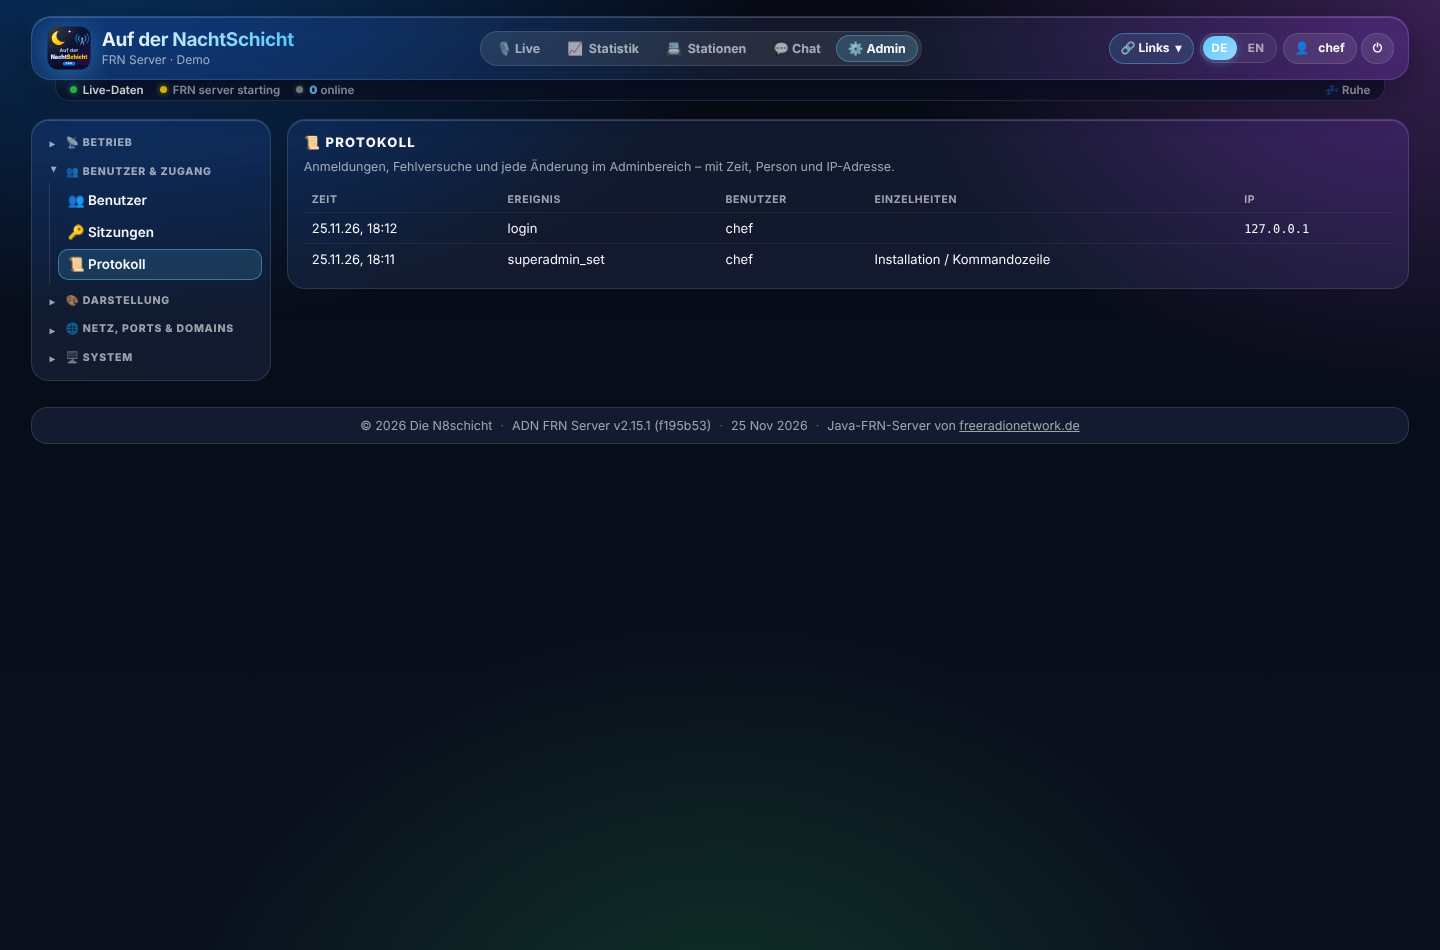 Auf der NachtSchicht
FRN Server · Demo
Auf der
NachtSchicht
Live
Statistik
Stationen
Chat
Admin
Links ▾
DE
EN
chef
Live-Daten
FRN server starting
0 online
Ruhe
BETRIEB
BENUTZER & ZUGANG
Benutzer
Sitzungen
Protokoll
DARSTELLUNG
NETZ, PORTS & DOMAINS
SYSTEM
PROTOKOLL
Anmeldungen, Fehlversuche und jede Änderung im Adminbereich – mit Zeit, Person und IP-Adresse.
ZEIT EREIGNIS BENUTZER EINZELHEITEN IP
25.11.26, 18:12 login chef 127.0.0.1
25.11.26, 18:11 superadmin_set chef Installation / Kommandozeile
© 2026 Die N8schicht · ADN FRN Server v2.15.1 (f195b53) · 25 Nov 2026 · Java-FRN-Server von freeradionetwork.de